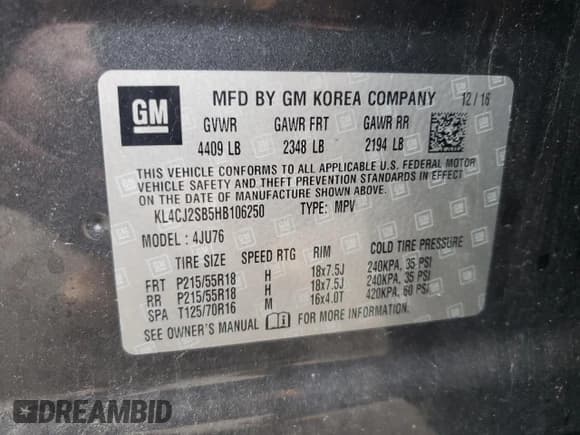 GM
MFD BY GM KOREA COMPANY 12 / 16
GVWR GAWR FRT GAWR RR
4409 LB 2348 LB 2194 LB
THIS VEHICLE CONFORMS TO ALL APPLICABLE U.S. FEDERAL MOTOR
VEHICLE SAFETY AND THEFT PREVENTION STANDARDS IN EFFECT
ON THE DATE OF MANUFACTURE SHOWN ABOVE.
KL4CJ2SB5HB106250 TYPE: MPV
MODEL : 4JU76
TIRE SIZE SPEED RTG RIM COLD TIRE PRESSURE
FRT P215/55R18 H 18x7.5J 240KPA, 35 PSI
RR P215/55R18 H 18x7.5J 240KPA, 35 PSI
SPA T125/70R16 M 16x4.0T 420KPA, 60 PSI
SEE OWNER'S MANUAL FOR MORE INFORMATION.
DREAMBID